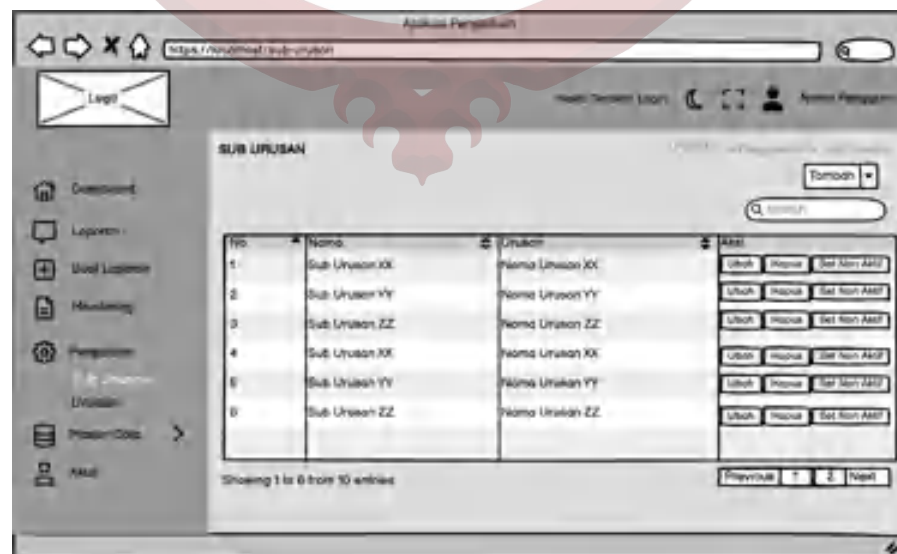 Aplikasi Pengaduan
Logo
SUB URUSAN
Tambah
Search
Dashboard
Laporan
Buat Laporan
Monitoring
Pengaturan
Sub Urusan
Urusan
Master Data
Akun
No. Nama Urusan Aksi
1 Sub Urusan XX Nama Urusan XX Ubah Hapus Set Non Aktif
2 Sub Urusan YY Nama Urusan YY Ubah Hapus Set Non Aktif
3 Sub Urusan ZZ Nama Urusan ZZ Ubah Hapus Set Non Aktif
4 Sub Urusan XX Nama Urusan XX Ubah Hapus Set Non Aktif
5 Sub Urusan YY Nama Urusan YY Ubah Hapus Set Non Aktif
6 Sub Urusan ZZ Nama Urusan ZZ Ubah Hapus Set Non Aktif
Showing 1 to 6 from 10 entries
Previous 1 2 Next